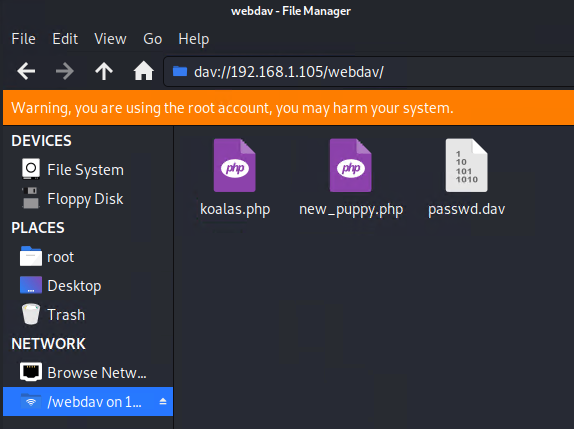 webdav - File Manager
File Edit View Go Help
dav://192.168.1.105/webdav/
Warning, you are using the root account, you may harm your system.
DEVICES
File System
Floppy Disk
PLACES
root
Desktop
Trash
NETWORK
Browse Netw...
/webdav on 1...
php
koalas.php
php
new_puppy.php
1
10
101
1010
passwd.dav